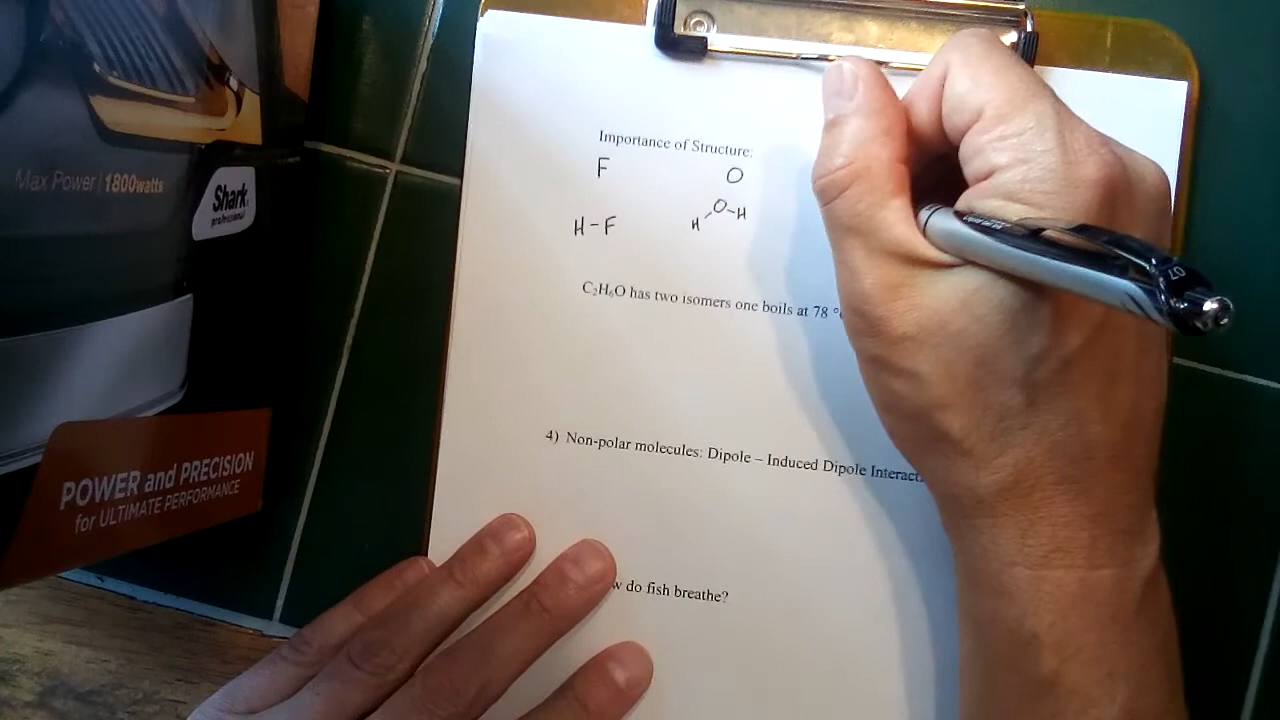 Max Power | 1800watts
Shark
professional
POWER and PRECISION
for ULTIMATE PERFORMANCE
Importance of Structure:
F O
H-F H O-H
C₂H₆O has two isomers one boils at 78 °
4) Non-polar molecules: Dipole – Induced Dipole
do fish breathe?
07